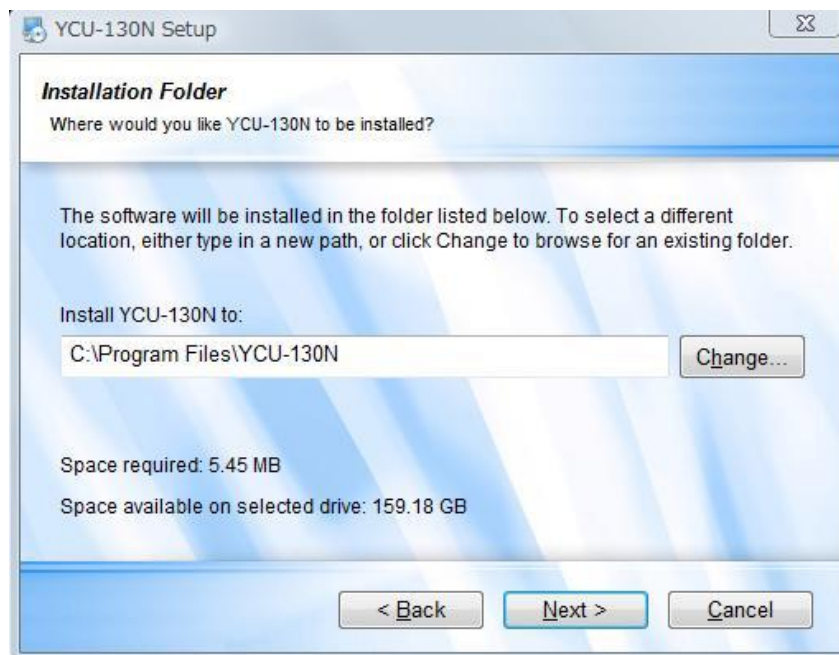 YCU-130N Setup
Installation Folder
Where would you like YCU-130N to be installed?
The software will be installed in the folder listed below. To select a different
location, either type in a new path, or click Change to browse for an existing folder.
Install YCU-130N to:
C:\Program Files\YCU-130N
Change...
Space required: 5.45 MB
Space available on selected drive: 159.18 GB
< Back
Next >
Cancel